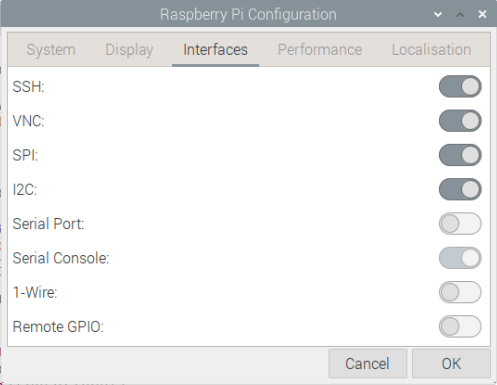 Raspberry Pi Configuration
System Display Interfaces Performance Localisation
SSH:
VNC:
SPI:
I2C:
Serial Port:
Serial Console:
1-Wire:
Remote GPIO:
Cancel OK